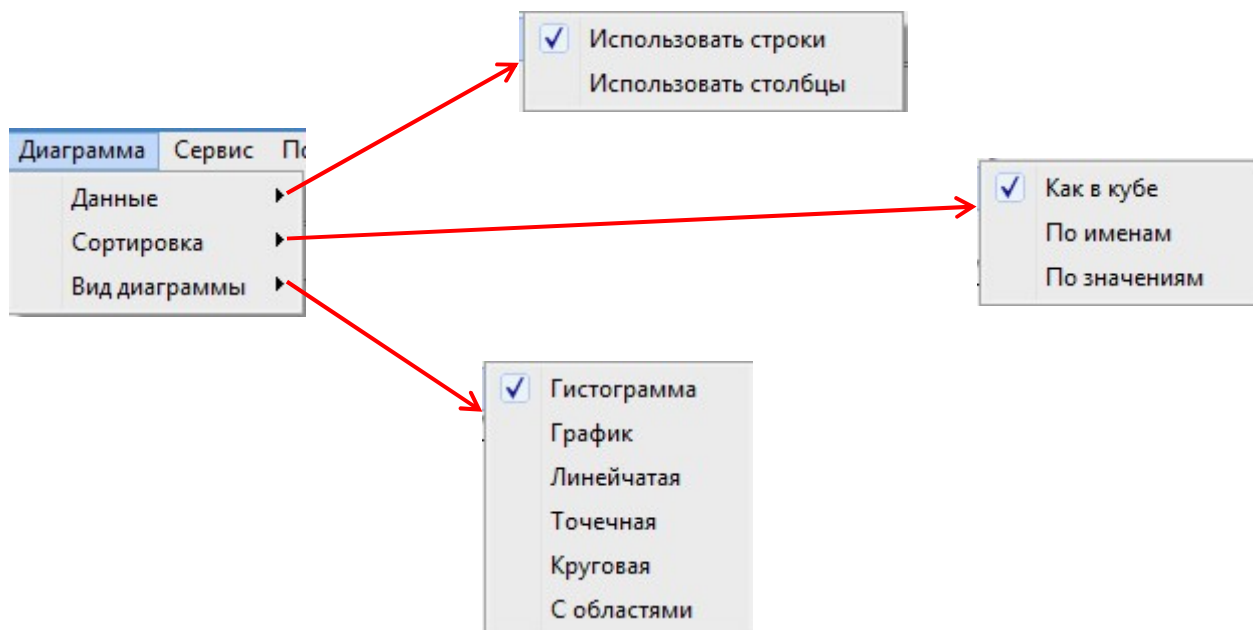 Использовать строки
Использовать столбцы
Диаграмма Сервис
Данные
Сортировка
Вид диаграммы
Как в кубе
По именам
По значениям
Гистограмма
График
Линейчатая
Точечная
Круговая
С областями